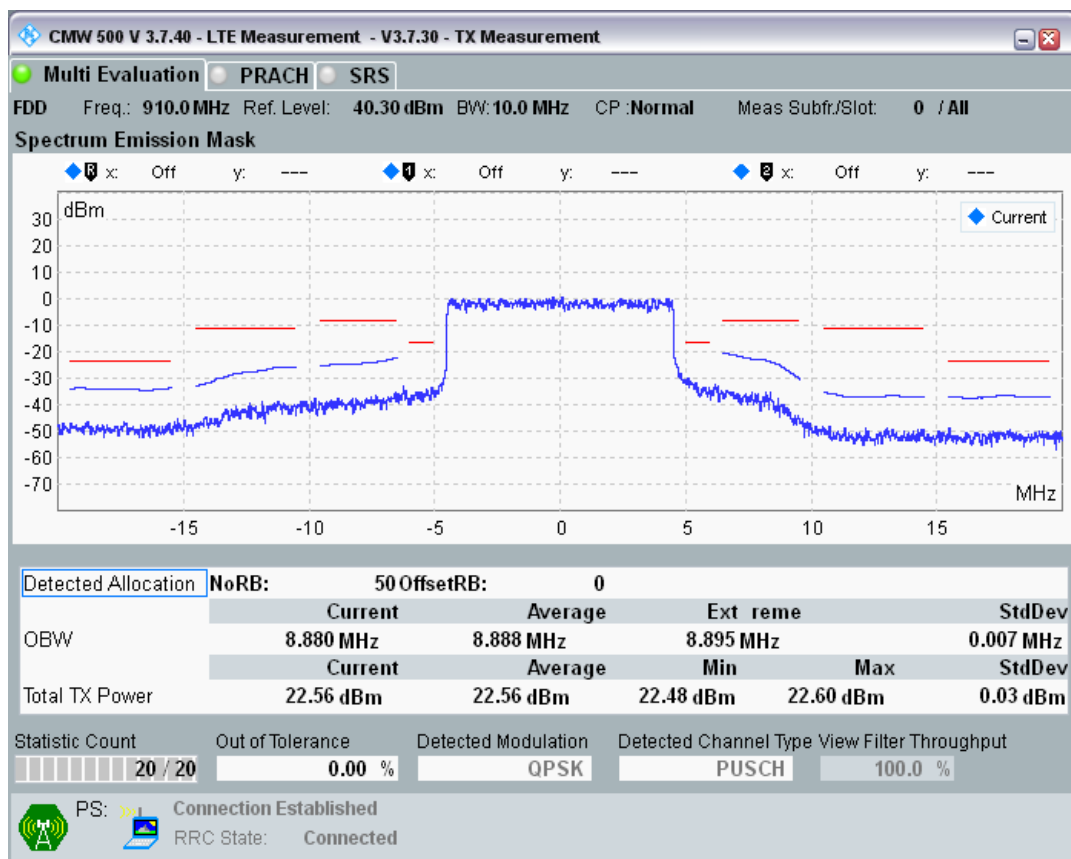 CMW 500 V 3.7.40 - LTE Measurement - V3.7.30 - TX Measurement
Multi Evaluation PRACH SRS
FDD Freq.: 910.0 MHz Ref. Level: 40.30 dBm BW: 10.0 MHz CP :Normal Meas Subfr./Slot: 0 / All
Spectrum Emission Mask
R x: Off y: --- 1 x: Off y: --- 2 x: Off y: ---
dBm
Current
30
20
10
0
-10
-20
-30
-40
-50
-60
-70
MHz
-15 -10 -5 0 5 10 15
Detected Allocation NoRB: 50 OffsetRB: 0
Current Average Ext reme StdDev
OBW 8.880 MHz 8.888 MHz 8.895 MHz 0.007 MHz
Current Average Min Max StdDev
Total TX Power 22.56 dBm 22.56 dBm 22.48 dBm 22.60 dBm 0.03 dBm
Statistic Count Out of Tolerance Detected Modulation Detected Channel Type View Filter Throughput
20 / 20 0.00 % QPSK PUSCH 100.0 %
PS: Connection Established
RRC State: Connected